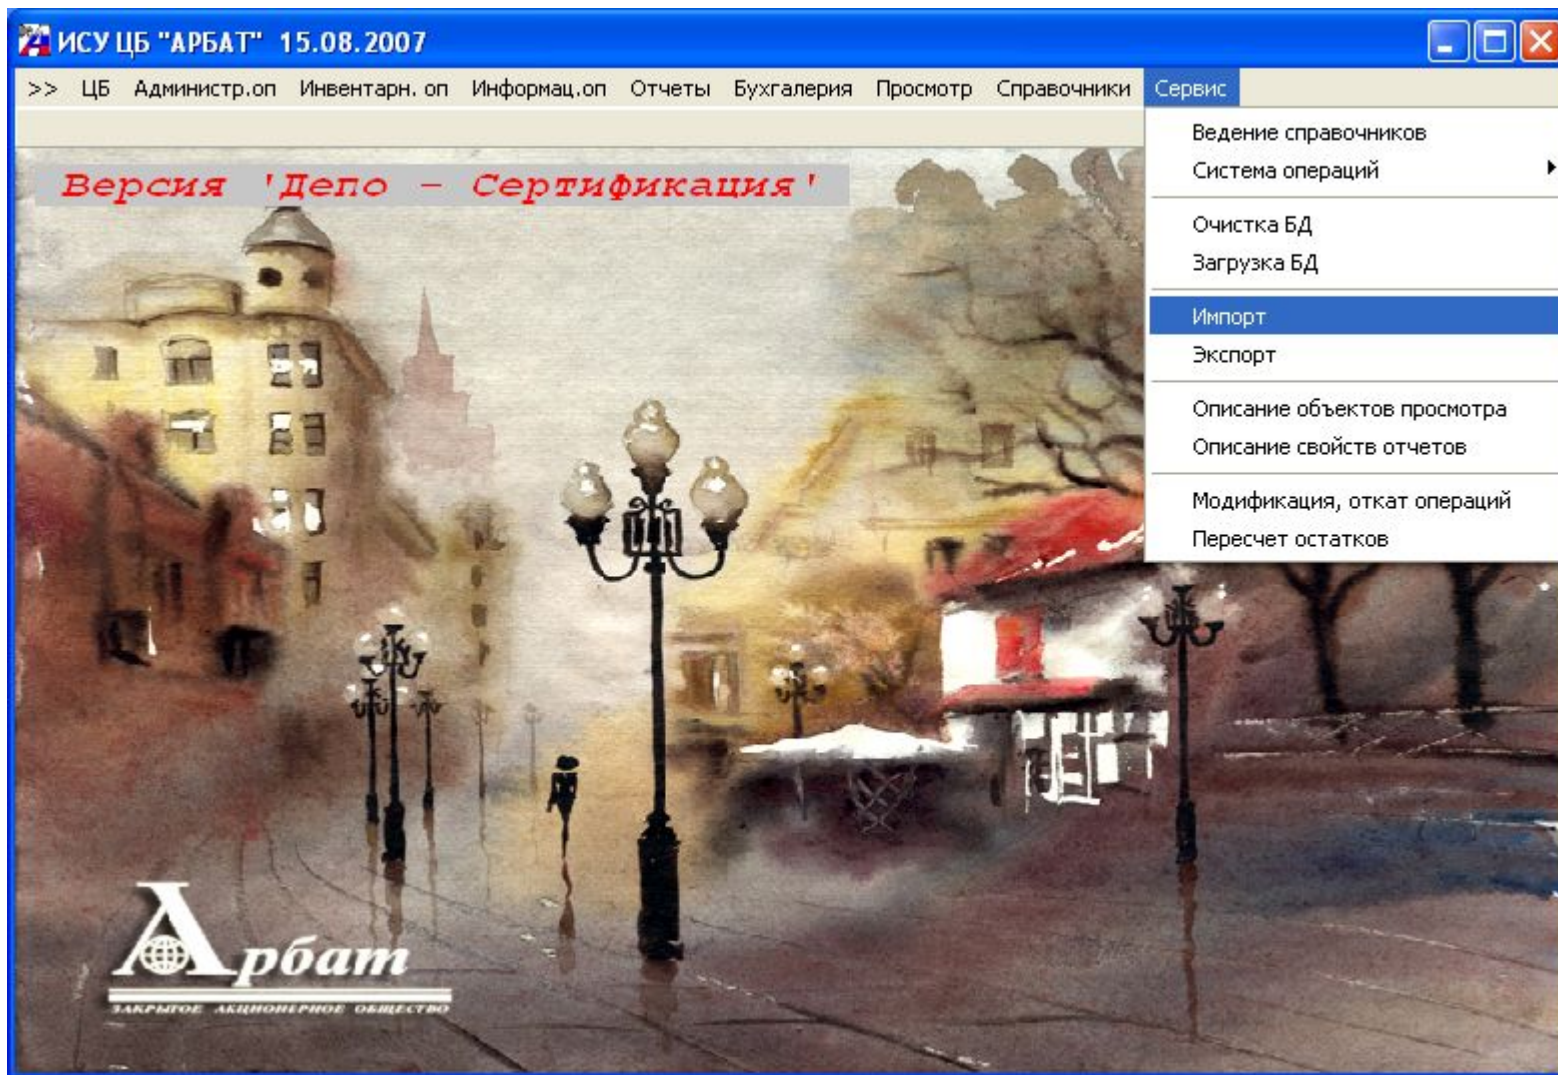 ИСУ ЦБ "АРБАТ" 15.08.2007
>> ЦБ Администр.оп Инвентарн. оп Информац.оп Отчеты Бухгалерия Просмотр Справочники Сервис
Версия 'Депо - Сертификация'
Ведение справочников
Система операций
Очистка БД
Загрузка БД
Импорт
Экспорт
Описание объектов просмотра
Описание свойств отчетов
Модификация, откат операций
Пересчет остатков
Арбат
ЗАКРЫТОЕ АКЦИОНЕРНОЕ ОБЩЕСТВО